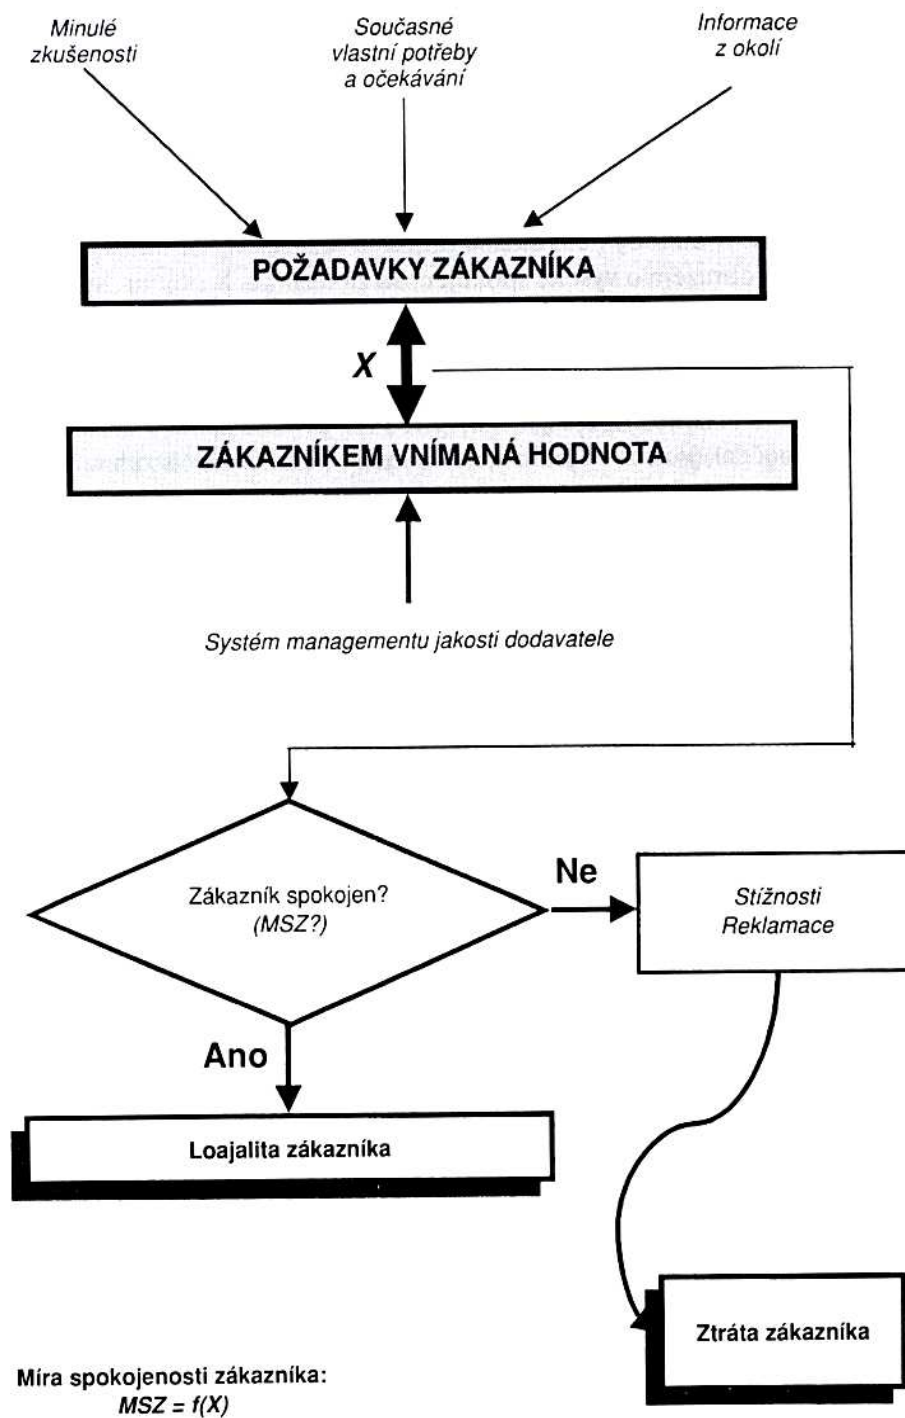 Minulé
zkušenosti
Současné
vlastní potřeby
a očekávání
Informace
z okolí
POŽADAVKY ZÁKAZNÍKA
X
ZÁKAZNÍKEM VNÍMANÁ HODNOTA
Systém managementu jakosti dodavatele
Zákazník spokojen?
(MSZ?)
Ne
Stížnosti
Reklamace
Ano
Loajalita zákazníka
Ztráta zákazníka
Míra spokojenosti zákazníka:
MSZ = f(X)